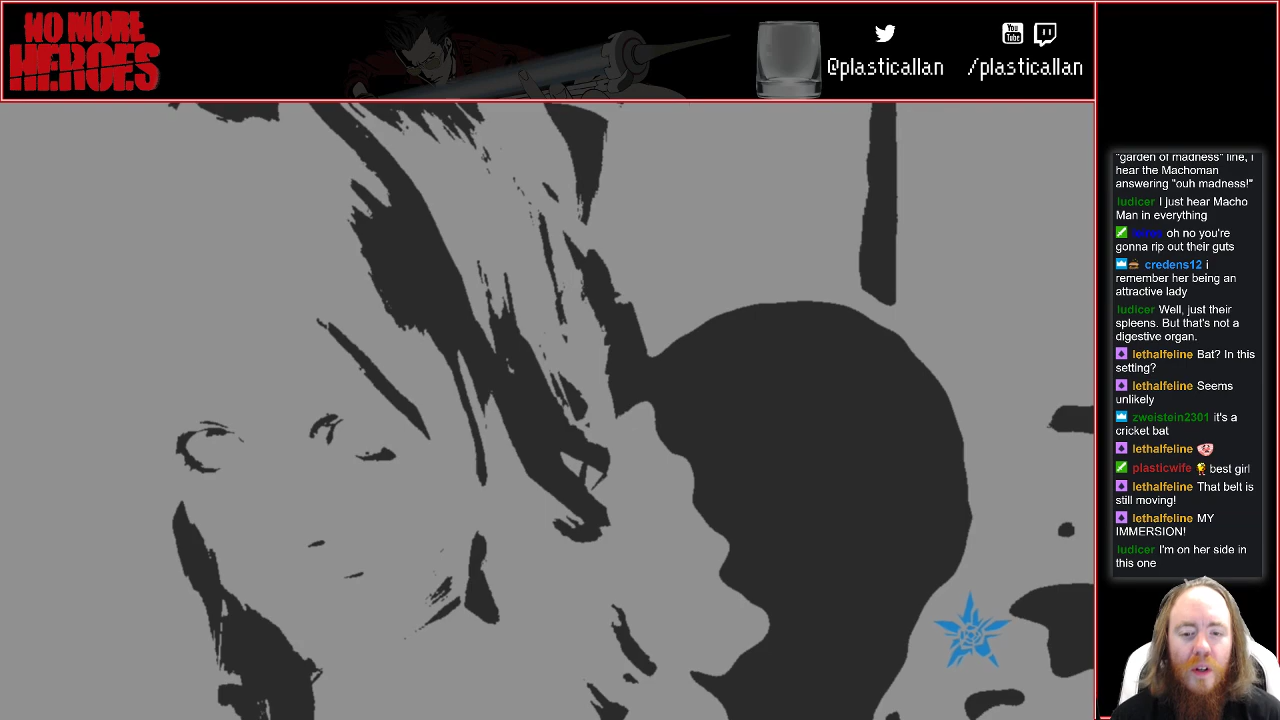 NO MORE
HEROES
You
Tube
@plasticallan
/plasticallan
"garden of madness" line, I
hear the Machoman
answering "ouh madness!"
ludicer I just hear Macho
Man in everything
oh no you're
gonna rip out their guts
credens12 i
remember her being an
attractive lady
ludicer Well, just their
spleens. But that's not a
digestive organ.
lethalfeline Bat? In this
setting?
lethalfeline Seems
unlikely
zweistein2301 it's a
cricket bat
lethalfeline
plasticwife best girl
lethalfeline That belt is
still moving!
lethalfeline MY
IMMERSION!
ludicer I'm on her side in
this one